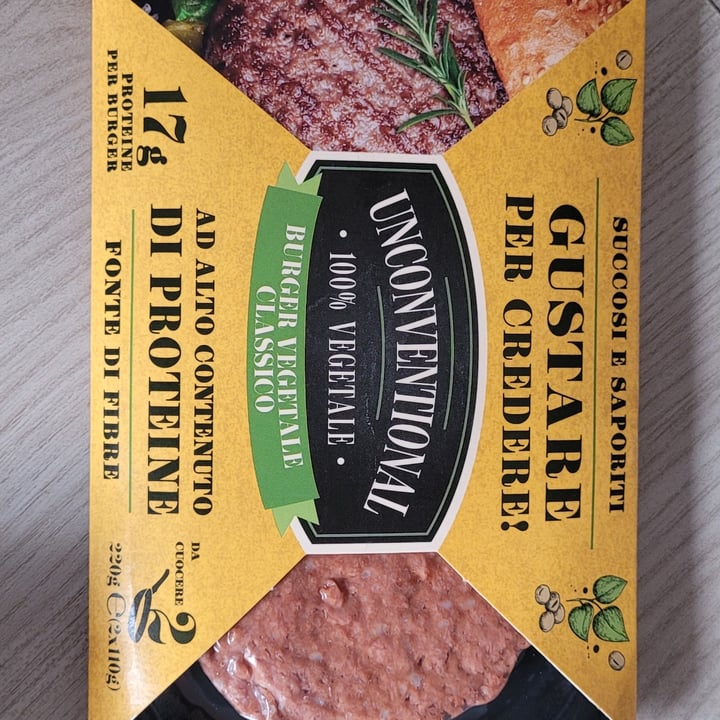 SUCCOSI E SAPORITI
GUSTARE
PER CREDERE!
UNCONVENTIONAL
• 100% VEGETALE •
BURGER VEGETALE
CLASSICO
17g
PROTEINE
PER BURGER
AD ALTO CONTENUTO
DI PROTEINE
FONTE DI FIBRE
DA
CUOCERE
2
220g ℮ (2x110g)